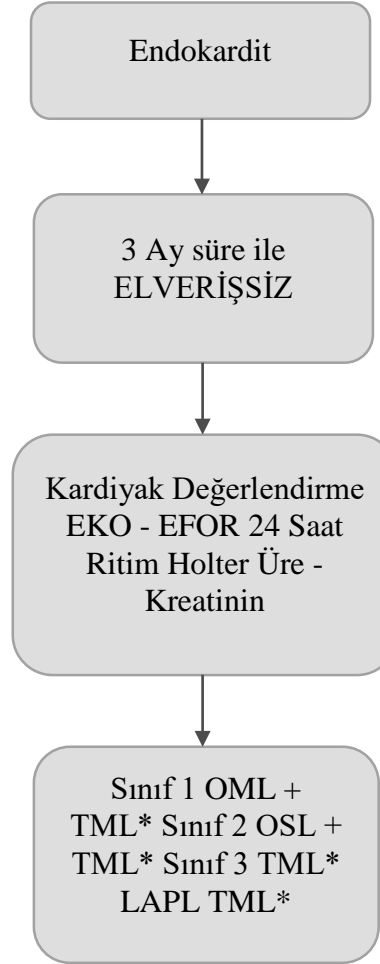 Endokardit
3 Ay süre ile
ELVERİŞSİZ
Kardiyak Değerlendirme
EKO - EFOR 24 Saat
Ritim Holter Üre -
Kreatinin
Sınıf 1 OML +
TML* Sınıf 2 OSL +
TML* Sınıf 3 TML*
LAPL TML*